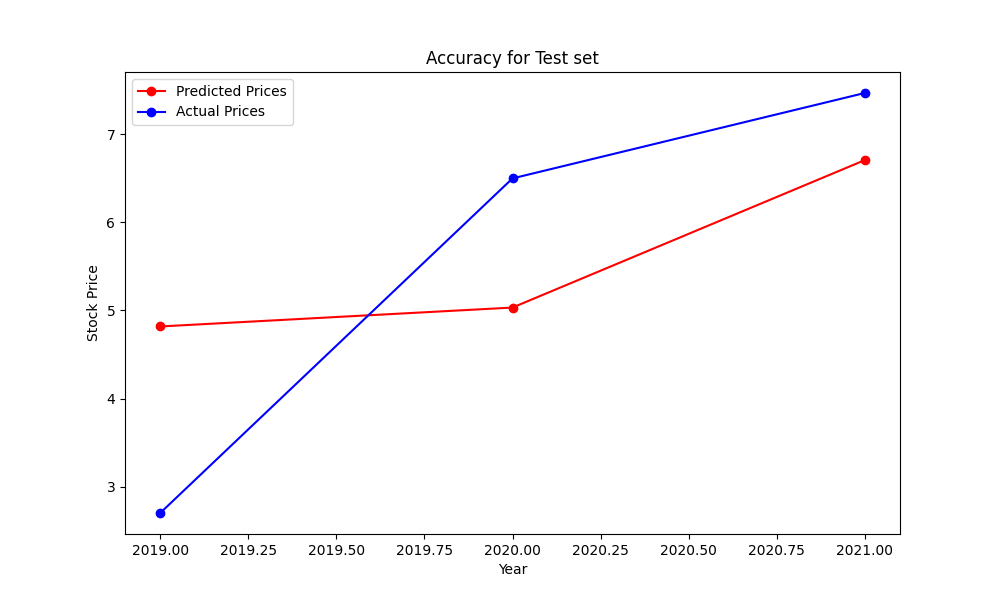 Accuracy for Test set
Predicted Prices
Actual Prices
7
6
5
4
3
Stock Price
2019.00 2019.25 2019.50 2019.75 2020.00 2020.25 2020.50 2020.75 2021.00
Year